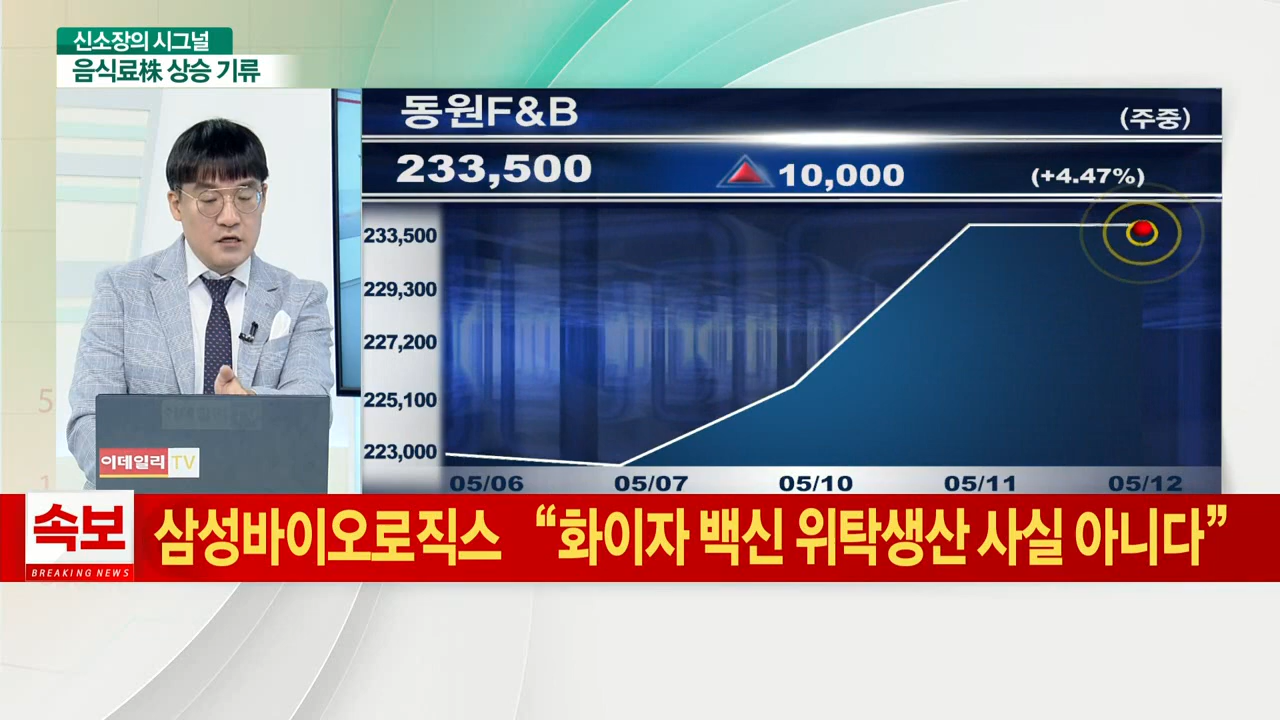 신소장의 시그널
음식료株 상승 기류
동원F&B
(주중)
233,500
10,000
(+4.47%)
233,500
229,300
227,200
225,100
223,000
05/06
05/07
05/10
05/11
05/12
5
1
이데일리TV
속보
BREAKING NEWS
삼성바이오로직스 “화이자 백신 위탁생산 사실 아니다”